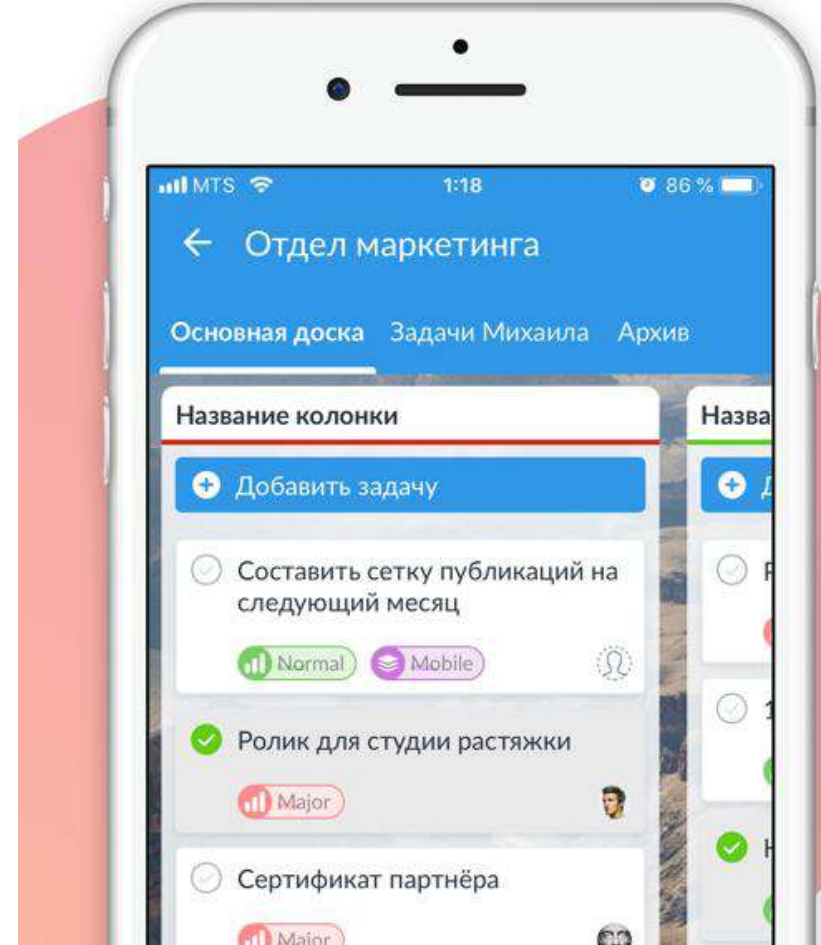 MTS 1:18 86 %
Отдел маркетинга
Основная доска Задачи Михаила Архив
Название колонки
Добавить задачу
Составить сетку публикаций на
следующий месяц
Normal Mobile
Ролик для студии растяжки
Major
Сертификат партнёра
Major
Назва